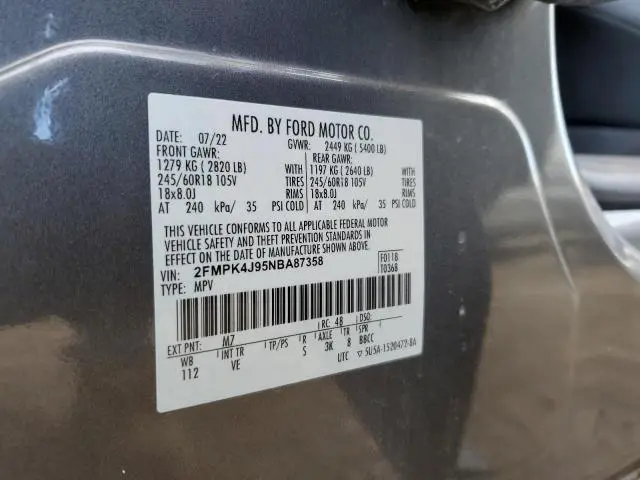 MFD. BY FORD MOTOR CO.
DATE: 07/22 GVWR: 2449 KG ( 5400 LB)
FRONT GAWR: REAR GAWR:
1279 KG ( 2820 LB) WITH 1197 KG ( 2640 LB) WITH
245/60R18 105V TIRES 245/60R18 105V TIRES
18x8.0J RIMS 18x8.0J RIMS
AT 240 kPa/ 35 PSI COLD AT 240 kPa/ 35 PSI COLD
THIS VEHICLE CONFORMS TO ALL APPLICABLE FEDERAL MOTOR
VEHICLE SAFETY AND THEFT PREVENTION STANDARDS IN
EFFECT ON THE DATE OF MANUFACTURE SHOWN ABOVE.
VIN: 2FMPK4J95NBA87358 F0118
TYPE: MPV T0368
EXT PNT: M7 RC: 48 DSO:
WB INT TR TP/PS R AXLE TR SPR
112 VE S 3K 8 BBCC
UTC ▽ 5U5A-1520472-BA